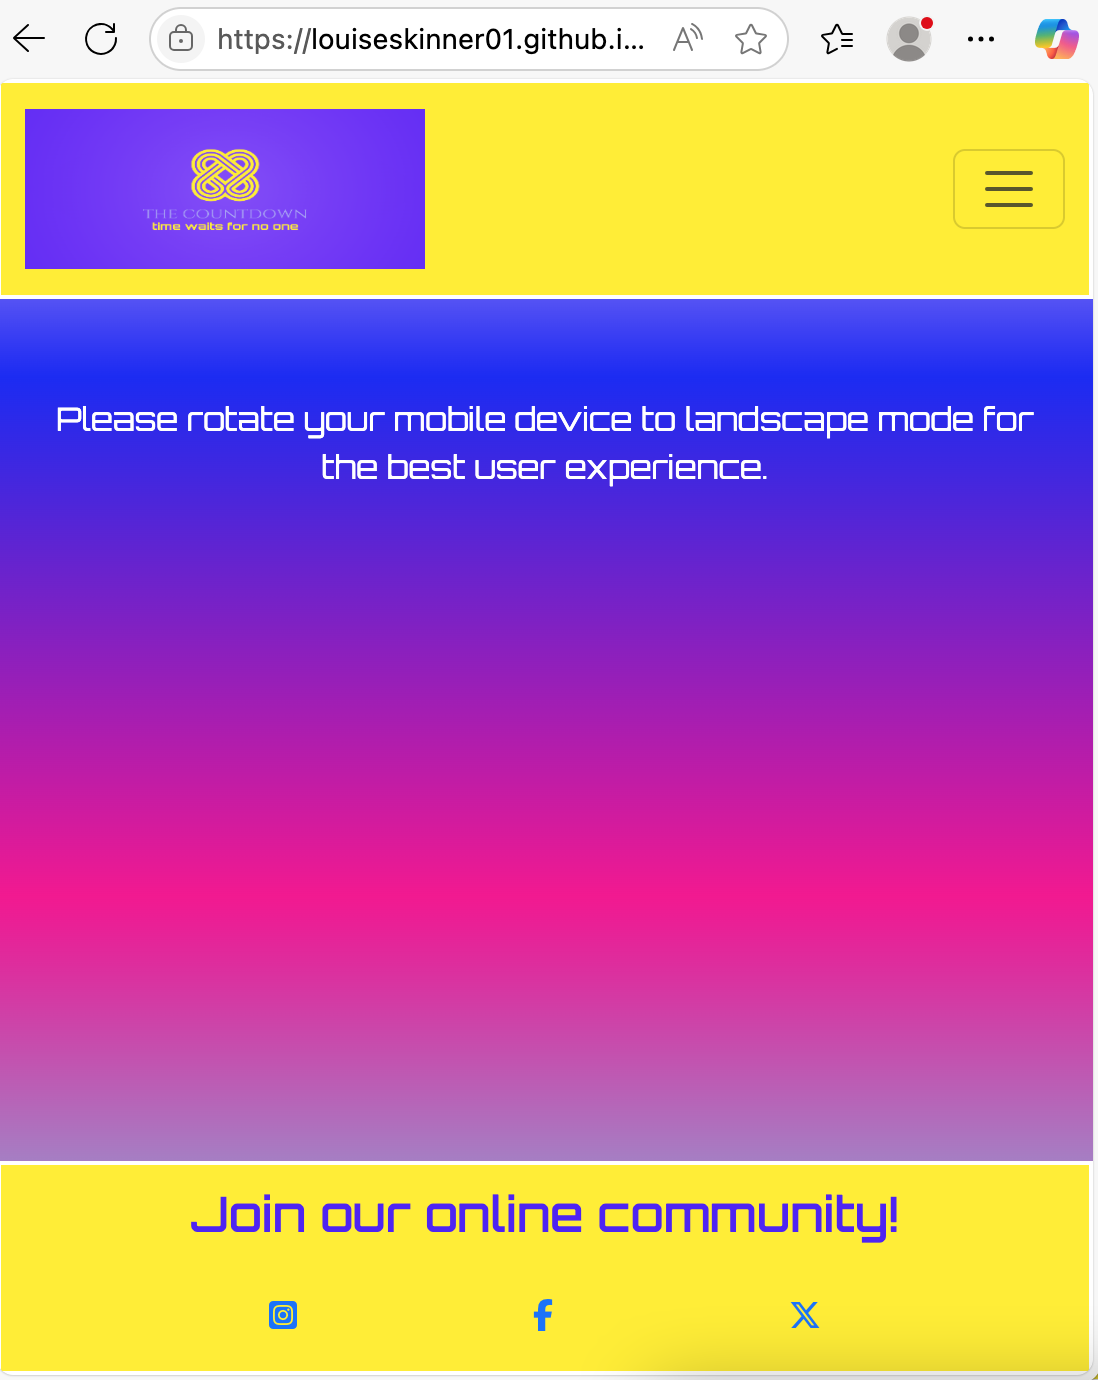 https://louiseskinner01.github.i...
THE COUNTDOWN
time waits for no one
Please rotate your mobile device to landscape mode for
the best user experience.
Join our online community!